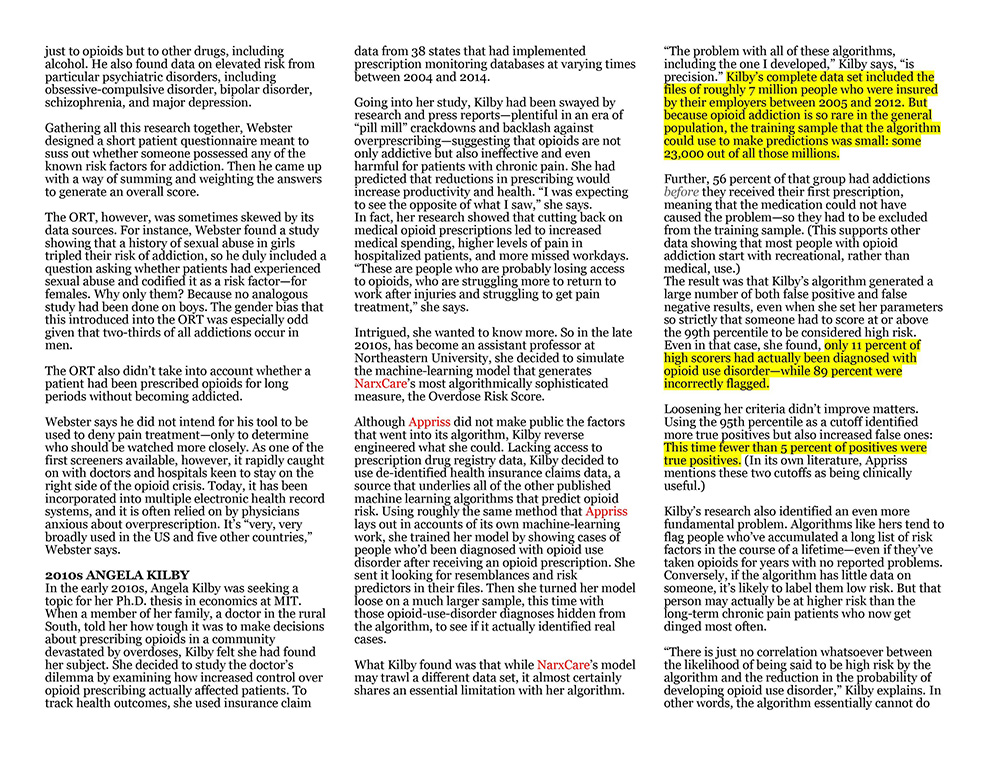 just to opioids but to other drugs, including
alcohol. He also found data on elevated risk from
particular psychiatric disorders, including
obsessive-compulsive disorder, bipolar disorder,
schizophrenia, and major depression.
Gathering all this research together, Webster
designed a short patient questionnaire meant to
suss out whether someone possessed any of the
known risk factors for addiction. Then he came up
with a way of summing and weighting the answers
to generate an overall score.
The ORT, however, was sometimes skewed by its
data sources. For instance, Webster found a study
showing that a history of sexual abuse in girls
tripled their risk of addiction, so he duly included a
question asking whether patients had experienced
sexual abuse and codified it as a risk factor—for
females. Why only them? Because no analogous
study had been done on boys. The gender bias that
this introduced into the ORT was especially odd
given that two-thirds of all addictions occur in
men.
The ORT also didn't take into account whether a
patient had been prescribed opioids for long
periods without becoming addicted.
Webster says he did not intend for his tool to be
used to deny pain treatment—only to determine
who should be watched more closely. As one of the
first screeners available, however, it rapidly caught
on with doctors and hospitals keen to stay on the
right side of the opioid crisis. Today, it has been
incorporated into multiple electronic health record
systems, and it is often relied on by physicians
anxious about overprescription. It's “very, very
broadly used in the US and five other countries,”
Webster says.
2010s ANGELA KILBY
In the early 2010s, Angela Kilby was seeking a
topic for her Ph.D. thesis in economics at MIT.
When a member of her family, a doctor in the rural
South, told her how tough it was to make decisions
about prescribing opioids in a community
devastated by overdoses, Kilby felt she had found
her subject. She decided to study the doctor's
dilemma by examining how increased control over
opioid prescribing actually affected patients. To
track health outcomes, she used insurance claim
data from 38 states that had implemented
prescription monitoring databases at varying times
between 2004 and 2014.
Going into her study, Kilby had been swayed by
research and press reports—plentiful in an era of
“pill mill” crackdowns and backlash against
overprescribing—suggesting that opioids are not
only addictive but also ineffective and even
harmful for patients with chronic pain. She had
predicted that reductions in prescribing would
increase productivity and health. “I was expecting
to see the opposite of what I saw,” she says.
In fact, her research showed that cutting back on
medical opioid prescriptions led to increased
medical spending, higher levels of pain in
hospitalized patients, and more missed workdays.
“These are people who are probably losing access
to opioids, who are struggling more to return to
work after injuries and struggling to get pain
treatment,” she says.
Intrigued, she wanted to know more. So in the late
2010s, has become an assistant professor at
Northeastern University, she decided to simulate
the machine-learning model that generates
NarxCare's most algorithmically sophisticated
measure, the Overdose Risk Score.
Although Appriss did not make public the factors
that went into its algorithm, Kilby reverse
engineered what she could. Lacking access to
prescription drug registry data, Kilby decided to
use de-identified health insurance claims data, a
source that underlies all of the other published
machine learning algorithms that predict opioid
risk. Using roughly the same method that Appriss
lays out in accounts of its own machine-learning
work, she trained her model by showing cases of
people who'd been diagnosed with opioid use
disorder after receiving an opioid prescription. She
sent it looking for resemblances and risk
predictors in their files. Then she turned her model
loose on a much larger sample, this time with
those opioid-use-disorder diagnoses hidden from
the algorithm, to see if it actually identified real
cases.
What Kilby found was that while NarxCare's model
may trawl a different data set, it almost certainly
shares an essential limitation with her algorithm.
“The problem with all of these algorithms,
including the one I developed,” Kilby says, “is
precision.” Kilby's complete data set included the
files of roughly 7 million people who were insured
by their employers between 2005 and 2012. But
because opioid addiction is so rare in the general
population, the training sample that the algorithm
could use to make predictions was small: some
23,000 out of all those millions.
Further, 56 percent of that group had addictions
before they received their first prescription,
meaning that the medication could not have
caused the problem—so they had to be excluded
from the training sample. (This supports other
data showing that most people with opioid
addiction start with recreational, rather than
medical, use.)
The result was that Kilby's algorithm generated a
large number of both false positive and false
negative results, even when she set her parameters
so strictly that someone had to score at or above
the 99th percentile to be considered high risk.
Even in that case, she found, only 11 percent of
high scorers had actually been diagnosed with
opioid use disorder—while 89 percent were
incorrectly flagged.
Loosening her criteria didn't improve matters.
Using the 95th percentile as a cutoff identified
more true positives but also increased false ones:
This time fewer than 5 percent of positives were
true positives. (In its own literature, Appriss
mentions these two cutoffs as being clinically
useful.)
Kilby's research also identified an even more
fundamental problem. Algorithms like hers tend to
flag people who've accumulated a long list of risk
factors in the course of a lifetime—even if they've
taken opioids for years with no reported problems.
Conversely, if the algorithm has little data on
someone, it's likely to label them low risk. But that
person may actually be at higher risk than the
long-term chronic pain patients who now get
dinged most often.
“There is just no correlation whatsoever between
the likelihood of being said to be high risk by the
algorithm and the reduction in the probability of
developing opioid use disorder,” Kilby explains. In
other words, the algorithm essentially cannot do